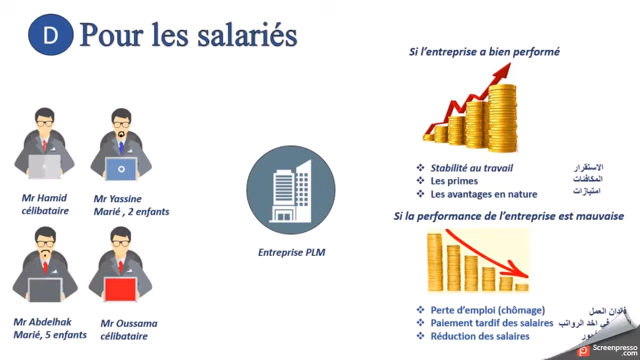 D Pour les salariés
Si l'entreprise a bien performé
Stabilité au travail الاستقرار
Les primes المكافئات
Les avantages en nature امتيازات
Mr Hamid
célibataire
Mr Yassine
Marié , 2 enfants
Entreprise PLM
Si la performance de l'entreprise est mauvaise
Mr Abdelhak
Marié, 5 enfants
Mr Oussama
célibataire
Perte d'emploi (chômage) فقدان العمل
Paiement tardif des salaires في اخد الرواتب
Réduction des salaires
Screenpresso
.com